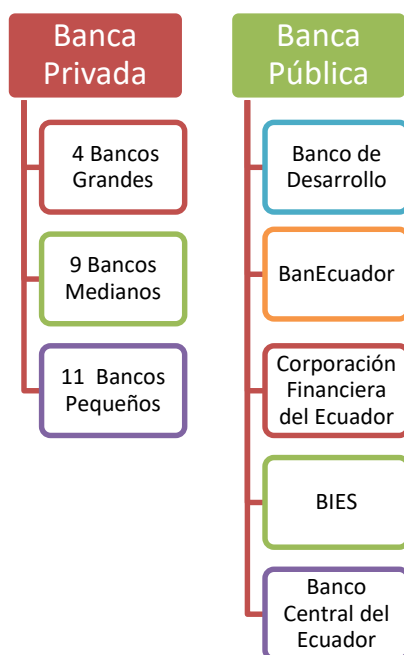 Banca
Privada
4 Bancos
Grandes
9 Bancos
Medianos
11 Bancos
Pequeños
Banca
Pública
Banco de
Desarrollo
BanEcuador
Corporación
Financiera
del Ecuador
BIES
Banco
Central del
Ecuador